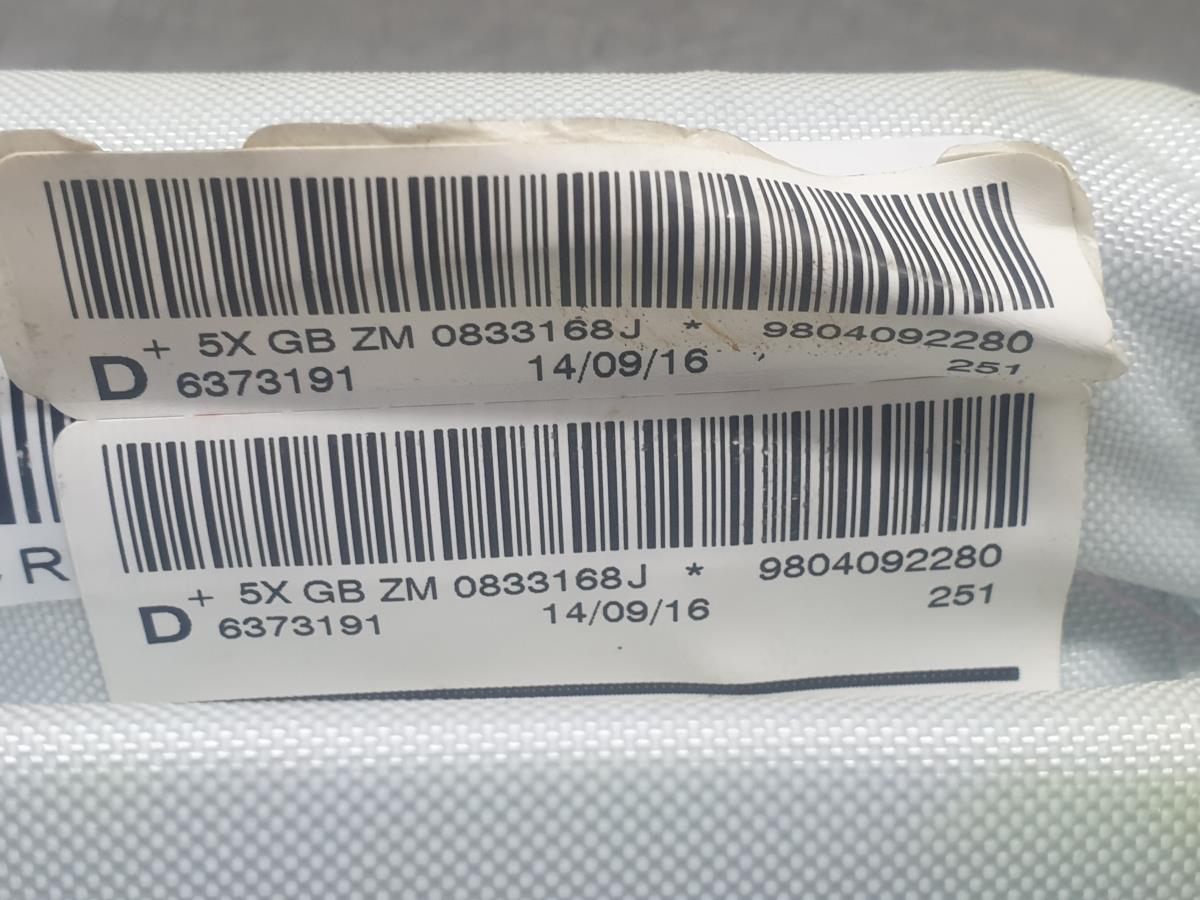 + 5X GB ZM 0833168J * 9804092280
D 6373191 14/09/16 251
R
+ 5X GB ZM 0833168J * 9804092280
D 6373191 14/09/16 251